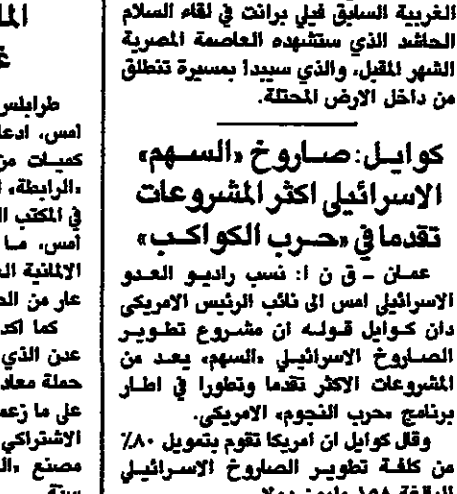 الغربية السابق فيلي برانت في لقاء السلام
الحاشد الذي ستشهده العاصمة المصرية
الشهر المقبل، والذي سيبدأ بمسيرة تنطلق
من داخل الارض المحتلة.
كوايل: صاروخ «السهم»
الاسرائيلي اكثر المشروعات
تقدما في «حرب الكواكب»
عمان - ق ن ا: نسب راديو العدو
الاسرائيلي امس الى نائب الرئيس الامريكي
دان كوايل قوله ان مشروع تطوير
الصاروخ الاسرائيلي «السهم» يعد من
المشروعات الاكثر تقدما وتطورا في اطار
برنامج «حرب النجوم» الامريكي.
وقال كوايل ان امريكا تقوم بتمويل ٨٠٪
من كلفة تطوير الصاروخ الاسرائيلي
طرابلس
امس، ادعا
كميات من
«الرابطة»
في المكتب ال
امس، ما
الالمانية ال
عار من الص
كما اكد
عدن الذي
حملة معاد
على ما زعم
الاشتراكي
مصنع «ال